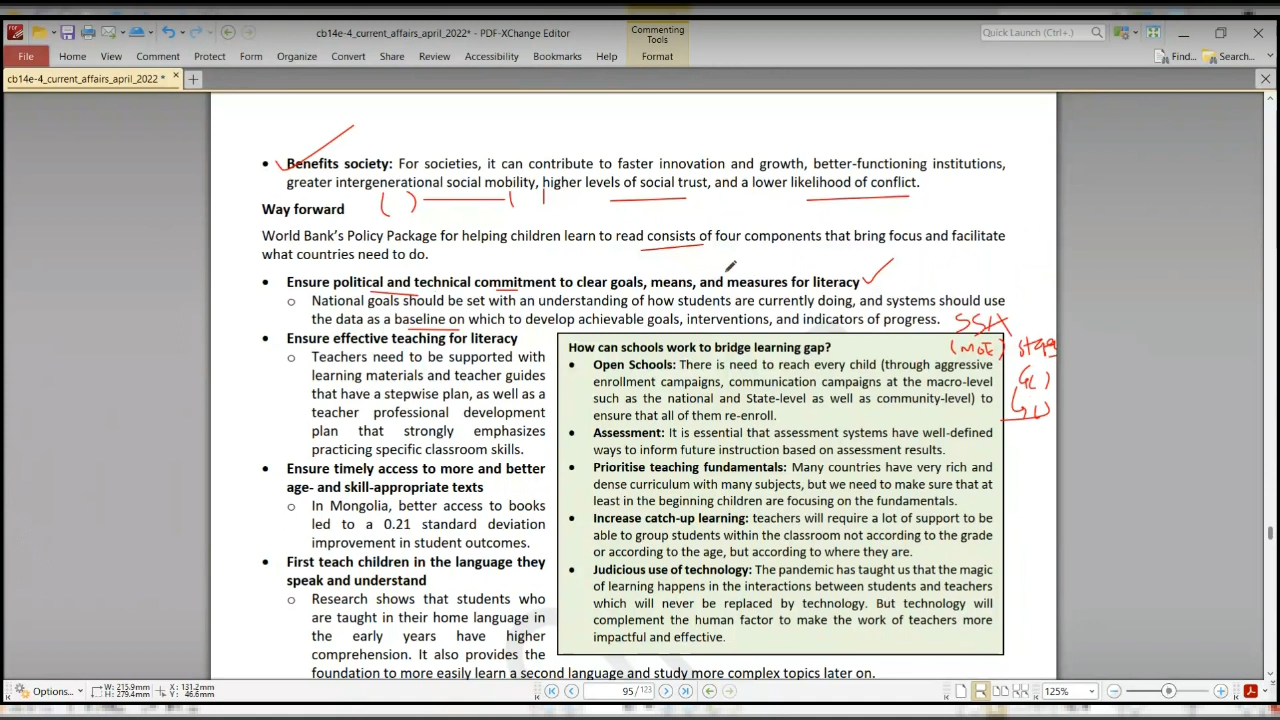 cb14e-4_current_affairs_april_2022* - PDF-XChange Editor
Commenting Tools
Quick Launch (Ctrl+.)
File Home View Comment Protect Form Organize Convert Share Review Accessibility Bookmarks Help Format Find... Search...
cb14e-4_current_affairs_april_2022 *
• Benefits society: For societies, it can contribute to faster innovation and growth, better-functioning institutions,
greater intergenerational social mobility, higher levels of social trust, and a lower likelihood of conflict.
Way forward
World Bank's Policy Package for helping children learn to read consists of four components that bring focus and facilitate
what countries need to do.
• Ensure political and technical commitment to clear goals, means, and measures for literacy
o National goals should be set with an understanding of how students are currently doing, and systems should use
the data as a baseline on which to develop achievable goals, interventions, and indicators of progress.
SSA
(MOE)
• Ensure effective teaching for literacy
o Teachers need to be supported with
learning materials and teacher guides
that have a stepwise plan, as well as a
teacher professional development
plan that strongly emphasizes
practicing specific classroom skills.
• Ensure timely access to more and better
age- and skill-appropriate texts
o In Mongolia, better access to books
led to a 0.21 standard deviation
improvement in student outcomes.
• First teach children in the language they
speak and understand
o Research shows that students who
are taught in their home language in
the early years have higher
comprehension. It also provides the
foundation to more easily learn a second language and study more complex topics later on.
How can schools work to bridge learning gap?
• Open Schools: There is need to reach every child (through aggressive
enrollment campaigns, communication campaigns at the macro-level
such as the national and State-level as well as community-level) to
ensure that all of them re-enroll.
• Assessment: It is essential that assessment systems have well-defined
ways to inform future instruction based on assessment results.
• Prioritise teaching fundamentals: Many countries have very rich and
dense curriculum with many subjects, but we need to make sure that at
least in the beginning children are focusing on the fundamentals.
• Increase catch-up learning: teachers will require a lot of support to be
able to group students within the classroom not according to the grade
or according to the age, but according to where they are.
• Judicious use of technology: The pandemic has taught us that the magic
of learning happens in the interactions between students and teachers
which will never be replaced by technology. But technology will
complement the human factor to make the work of teachers more
impactful and effective.
Options... W: 215.9mm H: 279.4mm X: 131.2mm Y: 46.6mm 95 / 123 125%